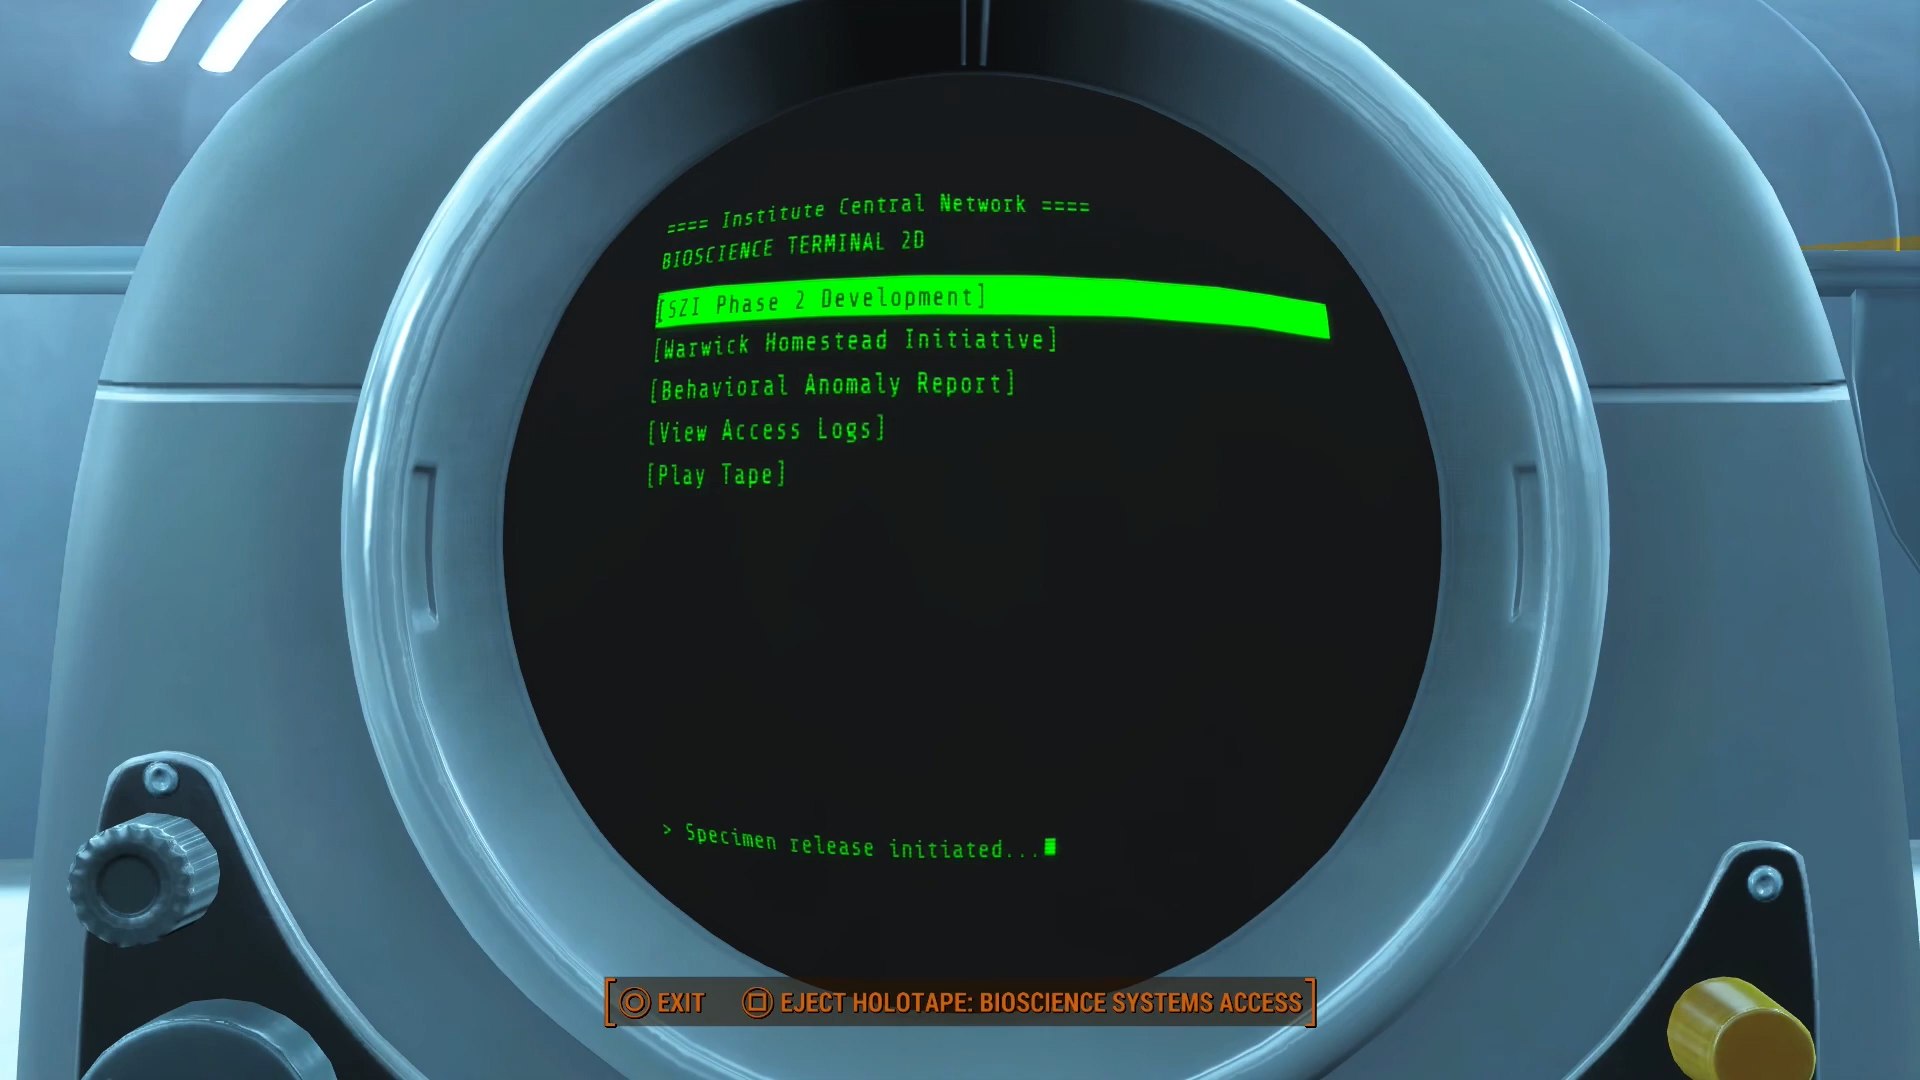 ==== Institute Central Network ====
BIOSCIENCE TERMINAL 2D
[SZI Phase 2 Development]
[Warwick Homestead Initiative]
[Behavioral Anomaly Report]
[View Access Logs]
[Play Tape]
> Specimen release initiated...
EXIT EJECT HOLOTAPE: BIOSCIENCE SYSTEMS ACCESS